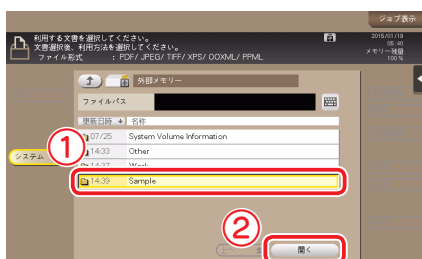 ジョブ表示
利用する文書を選択してください。
文書選択後、利用方法を選択してください。
ファイル形式 : PDF/ JPEG/ TIFF/ XPS/ OOXML/ PPML
2015/01/19
05:40
メモリー残量
100 %
外部メモリー
ファイルパス
更新日時 ↓ 名称
07/25 System Volume Information
①
14:33 Other
システム
14:37 Work
14:39 Sample
②
開く